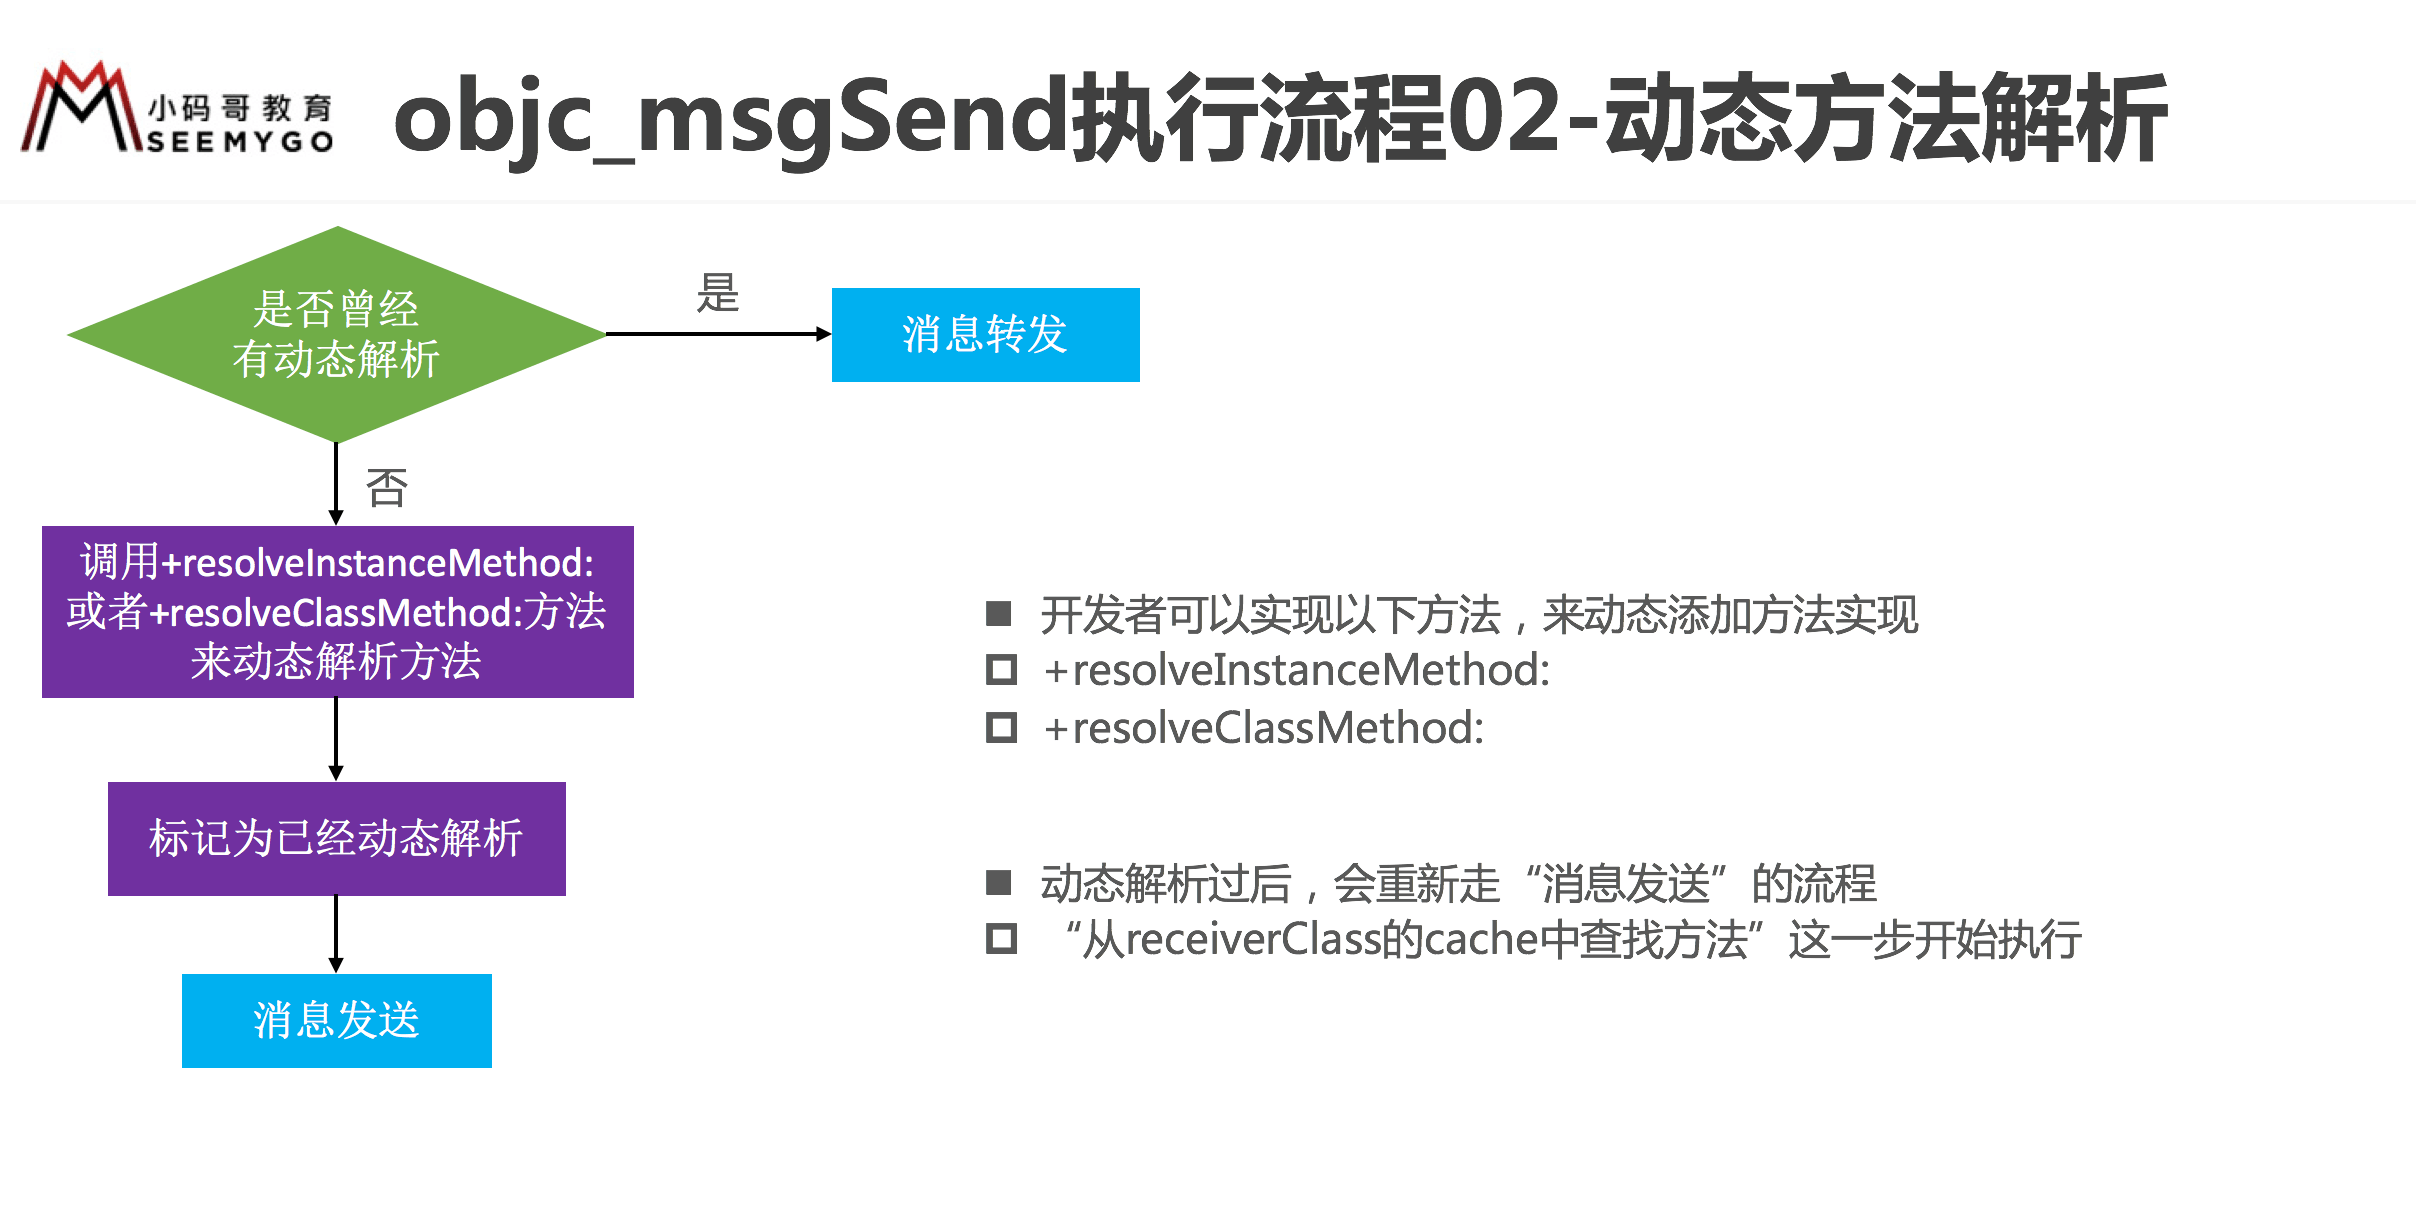 小码哥教育
SEEMYGO
objc_msgSend执行流程02-动态方法解析
是否曾经
有动态解析
是
消息转发
否
调用+resolveInstanceMethod:
或者+resolveClassMethod:方法
来动态解析方法
标记为已经动态解析
消息发送
开发者可以实现以下方法，来动态添加方法实现
+resolveInstanceMethod:
+resolveClassMethod:
动态解析过后，会重新走“消息发送”的流程
“从receiverClass的cache中查找方法”这一步开始执行